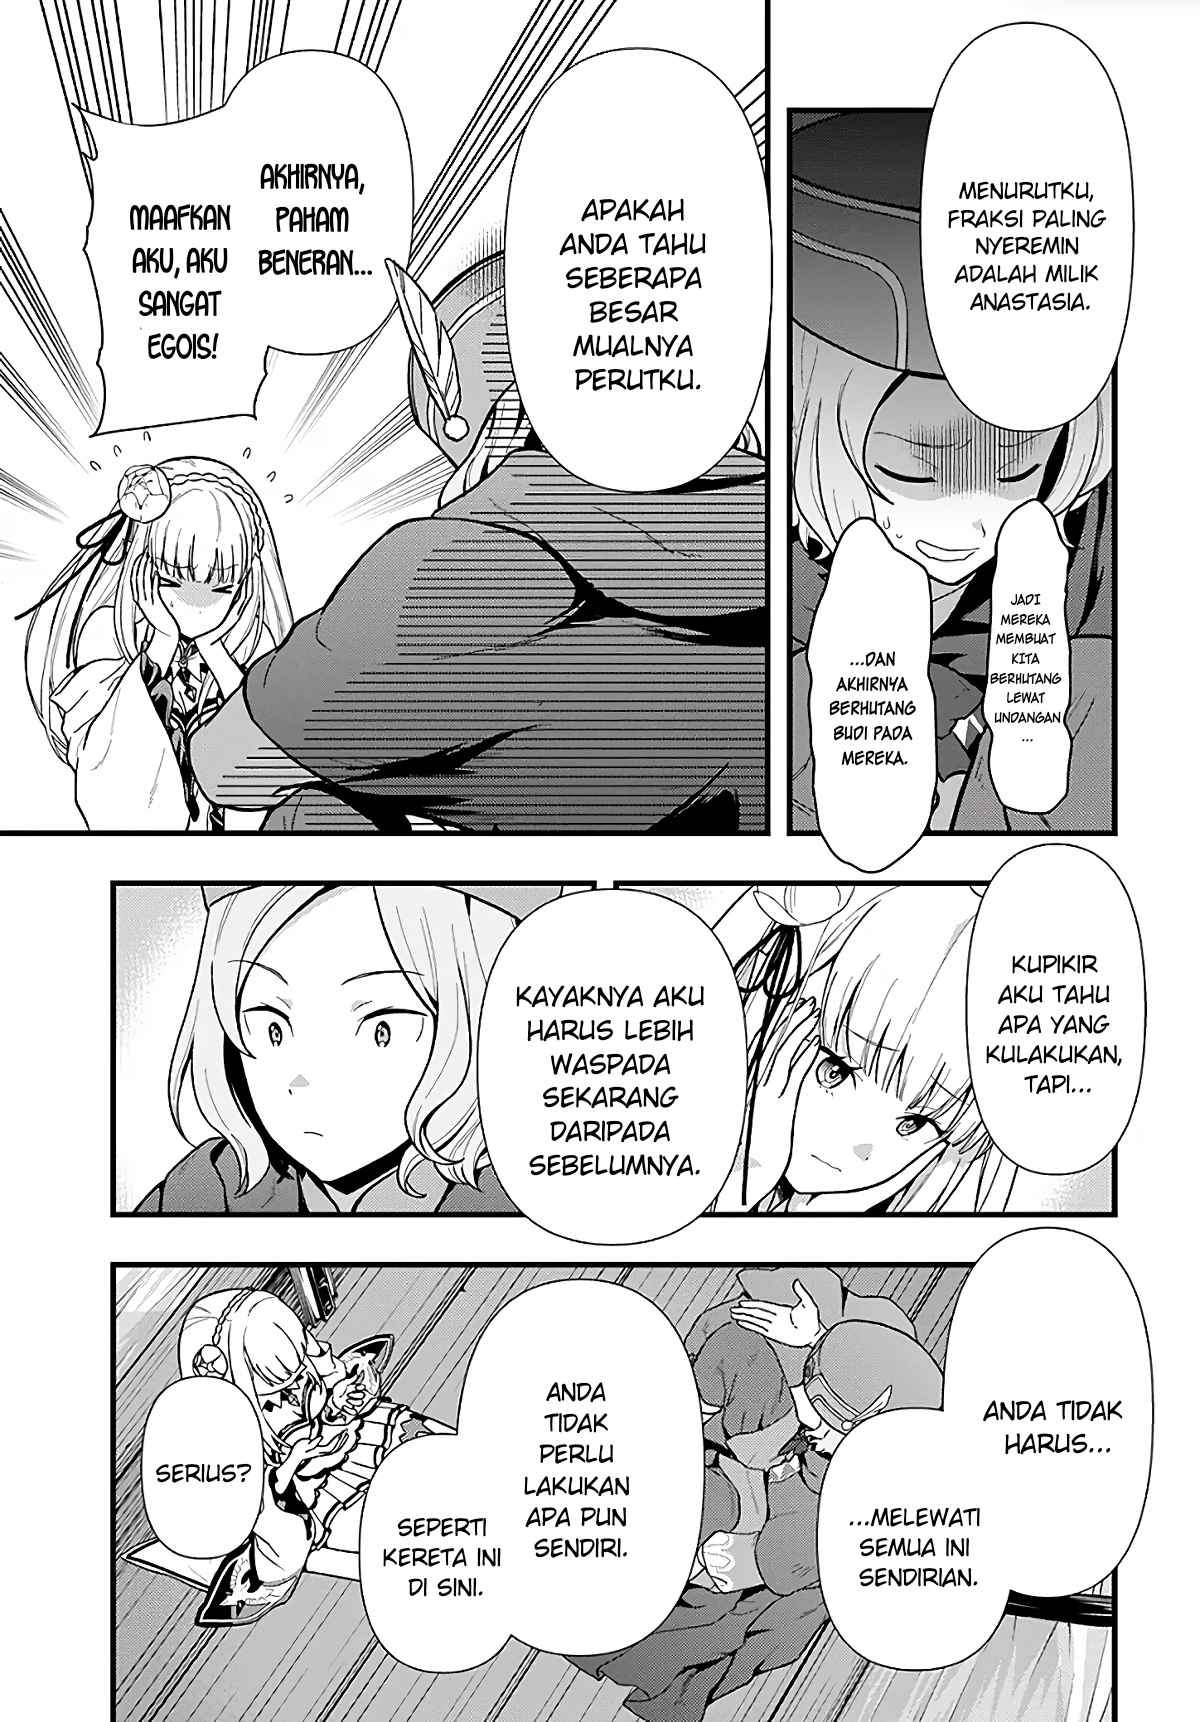 MENURUTKU,
FRAKSI PALING
NYEREMIN
ADALAH MILIK
ANASTASIA.
JADI
MEREKA
MEMBUAT
KITA
BERHUTANG
LEWAT
UNDANGAN
...
...DAN
AKHIRNYA
BERHUTANG
BUDI PADA
MEREKA.
APAKAH
ANDA TAHU
SEBERAPA
BESAR
MUALNYA
PERUTKU.
AKHIRNYA,
PAHAM
BENERAN...
MAAFKAN
AKU, AKU
SANGAT
EGOIS!
KUPIKIR
AKU TAHU
APA YANG
KULAKUKAN,
TAPI...
KAYAKNYA AKU
HARUS LEBIH
WASPADA
SEKARANG
DARIPADA
SEBELUMNYA.
ANDA TIDAK
HARUS...
...MELEWATI
SEMUA INI
SENDIRIAN.
ANDA
TIDAK
PERLU
LAKUKAN
APA PUN
SENDIRI.
SEPERTI
KERETA INI
DI SINI.
SERIUS?